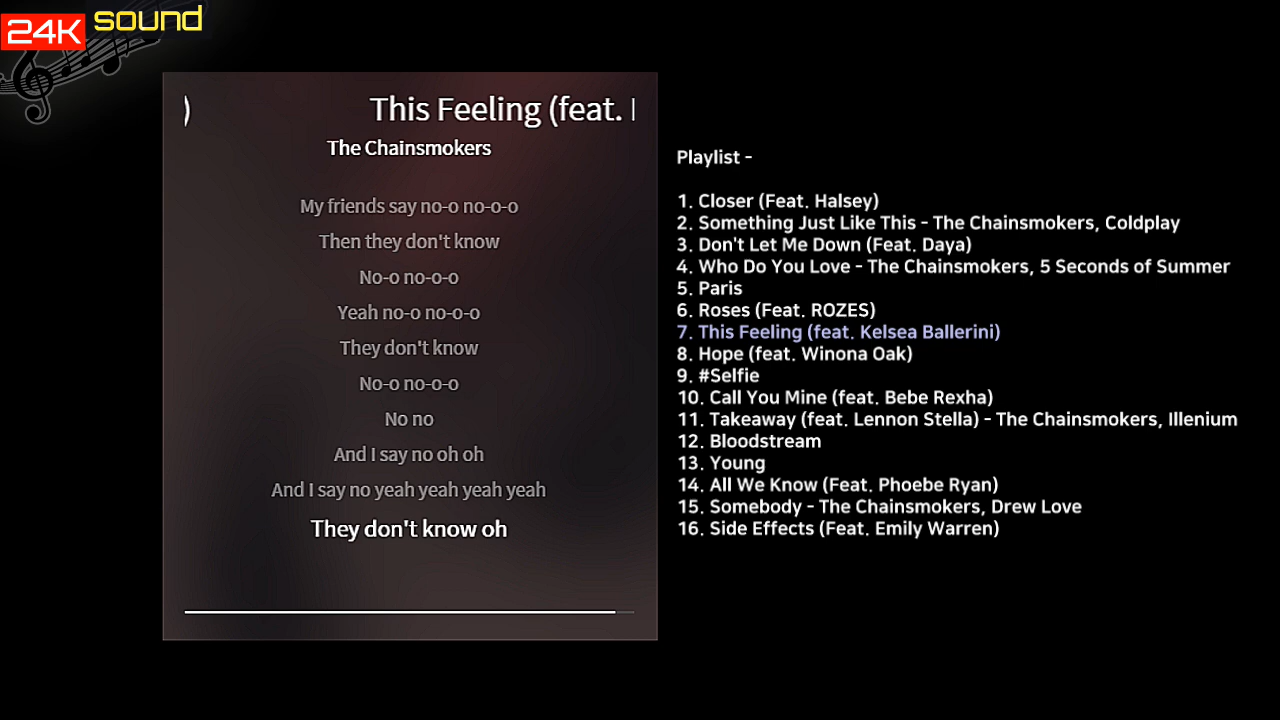 24K sound
) This Feeling (feat.
The Chainsmokers
My friends say no-o no-o-o
Then they don't know
No-o no-o-o
Yeah no-o no-o-o
They don't know
No-o no-o-o
No no
And I say no oh oh
And I say no yeah yeah yeah yeah
They don't know oh
Playlist -
1. Closer (Feat. Halsey)
2. Something Just Like This - The Chainsmokers, Coldplay
3. Don't Let Me Down (Feat. Daya)
4. Who Do You Love - The Chainsmokers, 5 Seconds of Summer
5. Paris
6. Roses (Feat. ROZES)
7. This Feeling (feat. Kelsea Ballerini)
8. Hope (feat. Winona Oak)
9. #Selfie
10. Call You Mine (feat. Bebe Rexha)
11. Takeaway (feat. Lennon Stella) - The Chainsmokers, Illenium
12. Bloodstream
13. Young
14. All We Know (Feat. Phoebe Ryan)
15. Somebody - The Chainsmokers, Drew Love
16. Side Effects (Feat. Emily Warren)